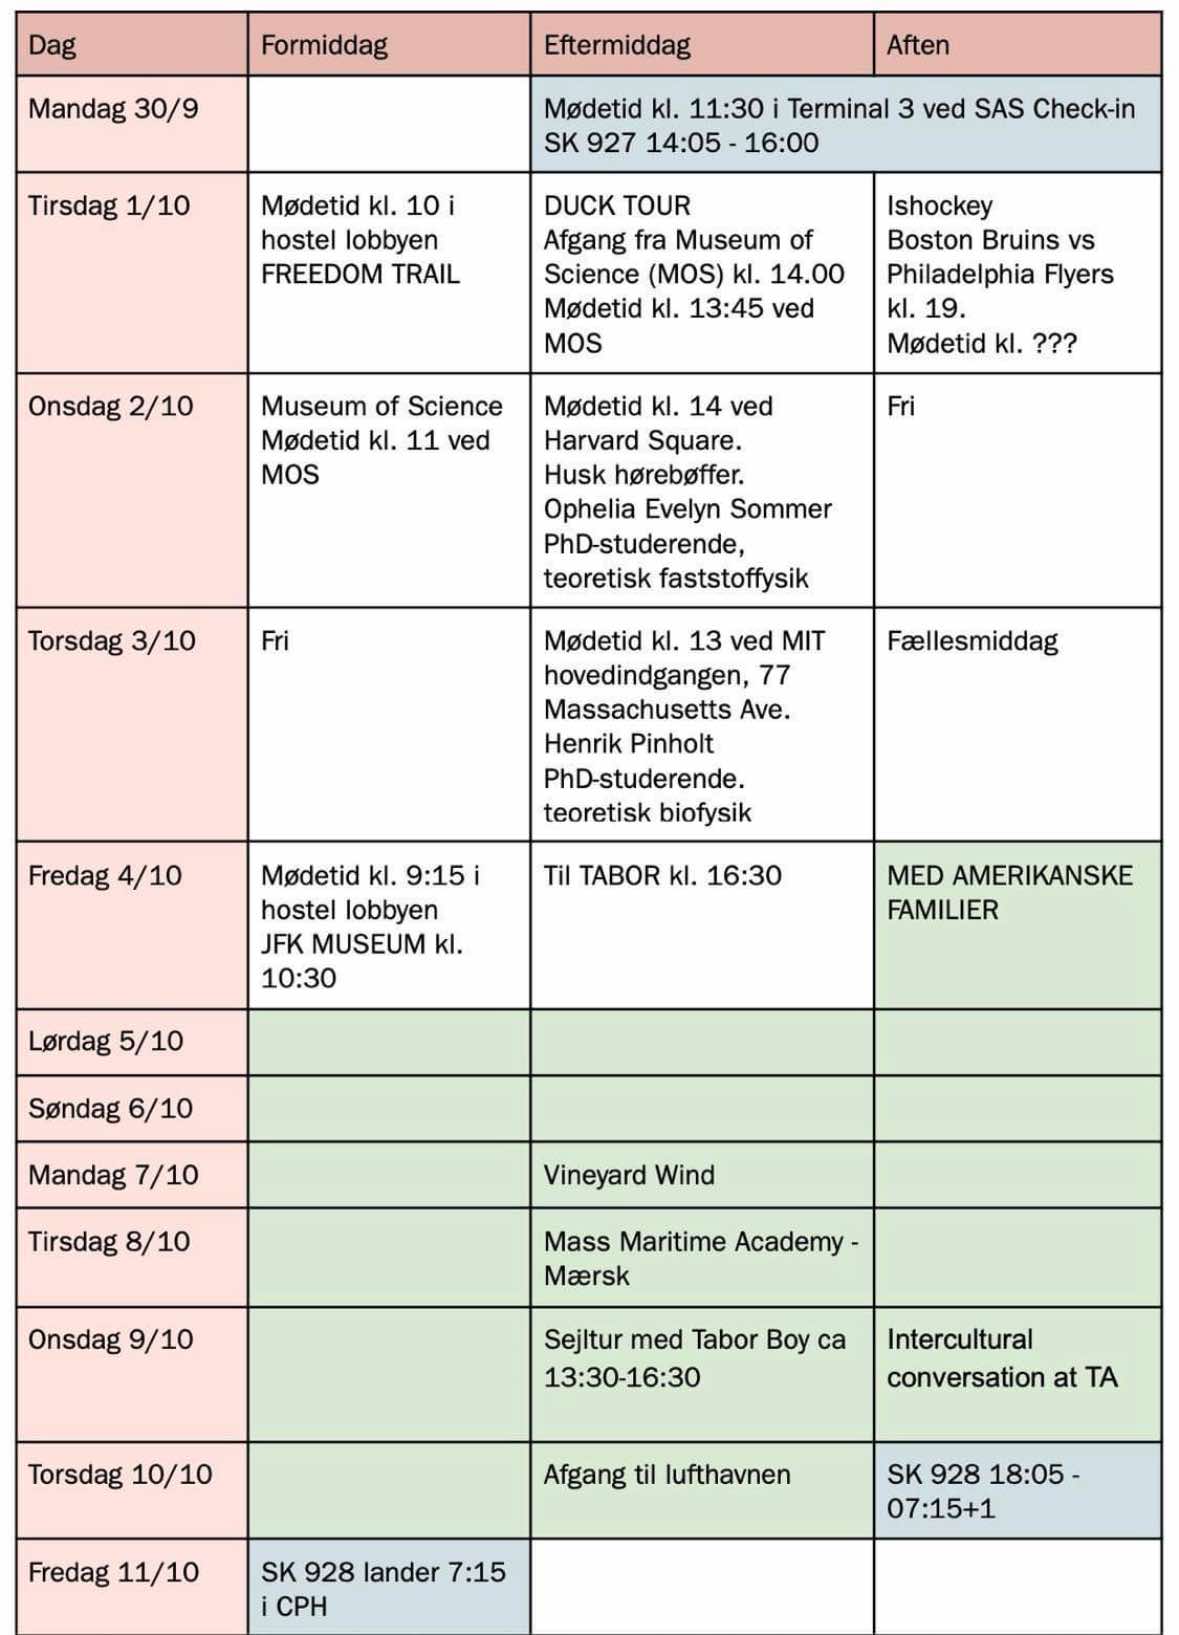 Dag Formiddag Eftermiddag Aften
Mandag 30/9
Mødetid kl. 11:30 i Terminal 3 ved SAS Check-in
SK 927 14:05 - 16:00
Tirsdag 1/10
Mødetid kl. 10 i
hostel lobbyen
FREEDOM TRAIL
DUCK TOUR
Afgang fra Museum of
Science (MOS) kl. 14.00
Mødetid kl. 13:45 ved
MOS
Ishockey
Boston Bruins vs
Philadelphia Flyers
kl. 19.
Mødetid kl. ???
Onsdag 2/10
Museum of Science
Mødetid kl. 11 ved
MOS
Mødetid kl. 14 ved
Harvard Square.
Husk hørebøffer.
Ophelia Evelyn Sommer
PhD-studerende,
teoretisk faststoffysik
Fri
Torsdag 3/10
Fri
Mødetid kl. 13 ved MIT
hovedindgangen, 77
Massachusetts Ave.
Henrik Pinholt
PhD-studerende.
teoretisk biofysik
Fællesmiddag
Fredag 4/10
Mødetid kl. 9:15 i
hostel lobbyen
JFK MUSEUM kl.
10:30
Til TABOR kl. 16:30
MED AMERIKANSKE
FAMILIER
Lørdag 5/10
Søndag 6/10
Mandag 7/10
Vineyard Wind
Tirsdag 8/10
Mass Maritime Academy -
Mærsk
Onsdag 9/10
Sejltur med Tabor Boy ca
13:30-16:30
Intercultural
conversation at TA
Torsdag 10/10
Afgang til lufthavnen
SK 928 18:05 -
07:15+1
Fredag 11/10
SK 928 lander 7:15
i CPH